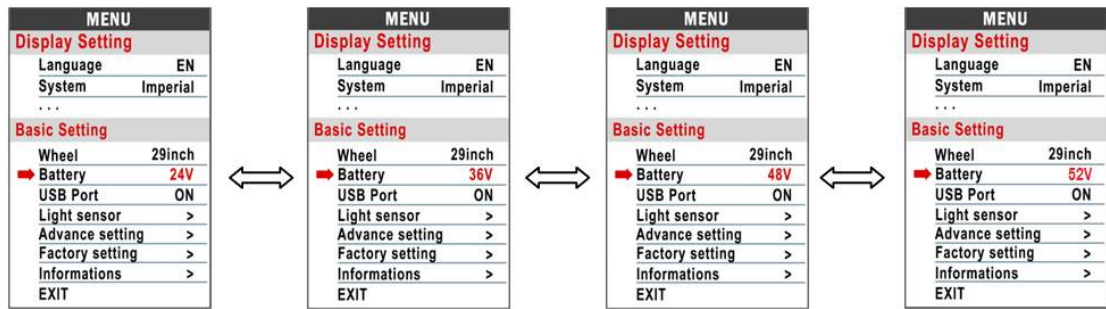 MENU
Display Setting
Language EN
System Imperial
...
Basic Setting
Wheel 29inch
Battery 24V
USB Port ON
Light sensor >
Advance setting >
Factory setting >
Informations >
EXIT
MENU
Display Setting
Language EN
System Imperial
...
Basic Setting
Wheel 29inch
Battery 36V
USB Port ON
Light sensor >
Advance setting >
Factory setting >
Informations >
EXIT
MENU
Display Setting
Language EN
System Imperial
...
Basic Setting
Wheel 29inch
Battery 48V
USB Port ON
Light sensor >
Advance setting >
Factory setting >
Informations >
EXIT
MENU
Display Setting
Language EN
System Imperial
...
Basic Setting
Wheel 29inch
Battery 52V
USB Port ON
Light sensor >
Advance setting >
Factory setting >
Informations >
EXIT